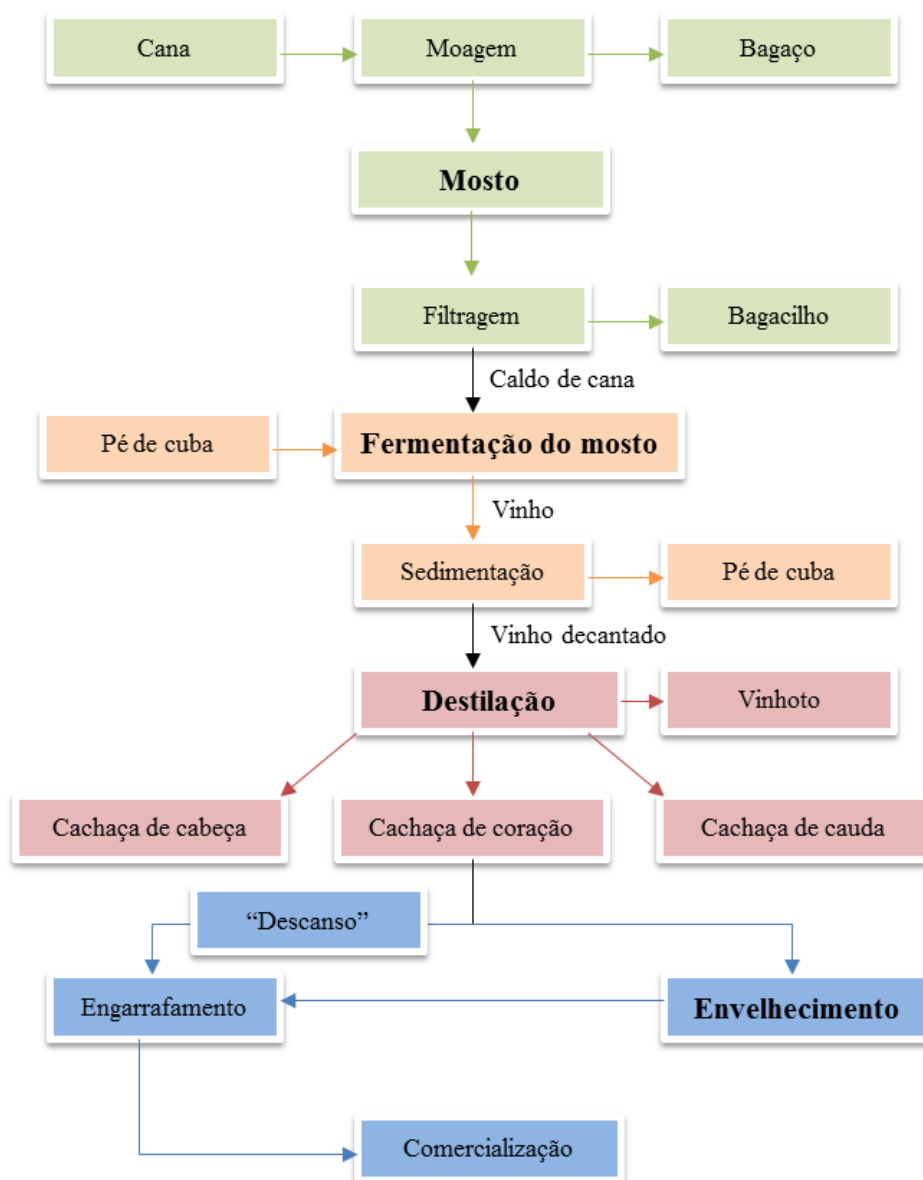 Cana
Moagem
Bagaço
Mosto
Filtragem
Bagacilho
Caldo de cana
Pé de cuba
Fermentação do mosto
Vinho
Sedimentação
Pé de cuba
Vinho decantado
Destilação
Vinhoto
Cachaça de cabeça
Cachaça de coração
Cachaça de cauda
“Descanso”
Engarrafamento
Envelhecimento
Comercialização